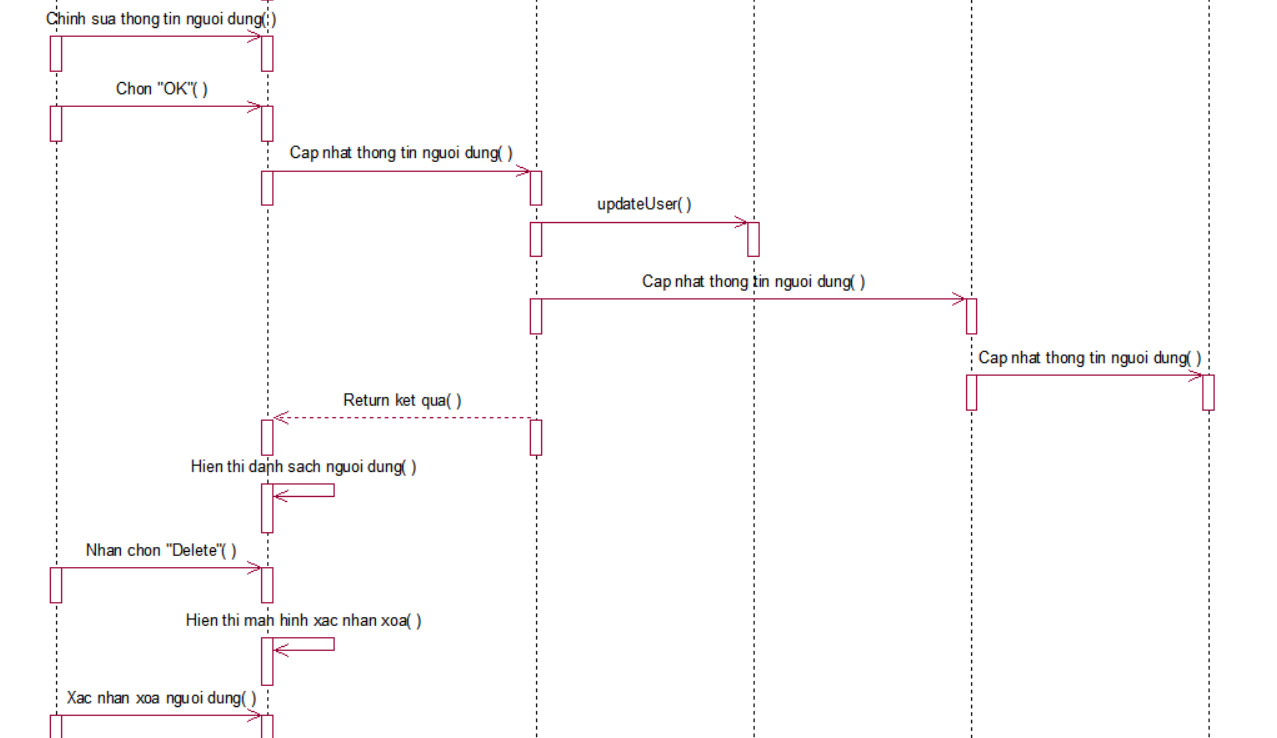 Chinh sua thong tin nguoi dung( )
Chon "OK"( )
Cap nhat thong tin nguoi dung( )
updateUser( )
Cap nhat thong tin nguoi dung( )
Cap nhat thong tin nguoi dung( )
Return ket qua( )
Hien thi danh sach nguoi dung( )
Nhan chon "Delete"( )
Hien thi man hinh xac nhan xoa( )
Xac nhan xoa nguoi dung( )